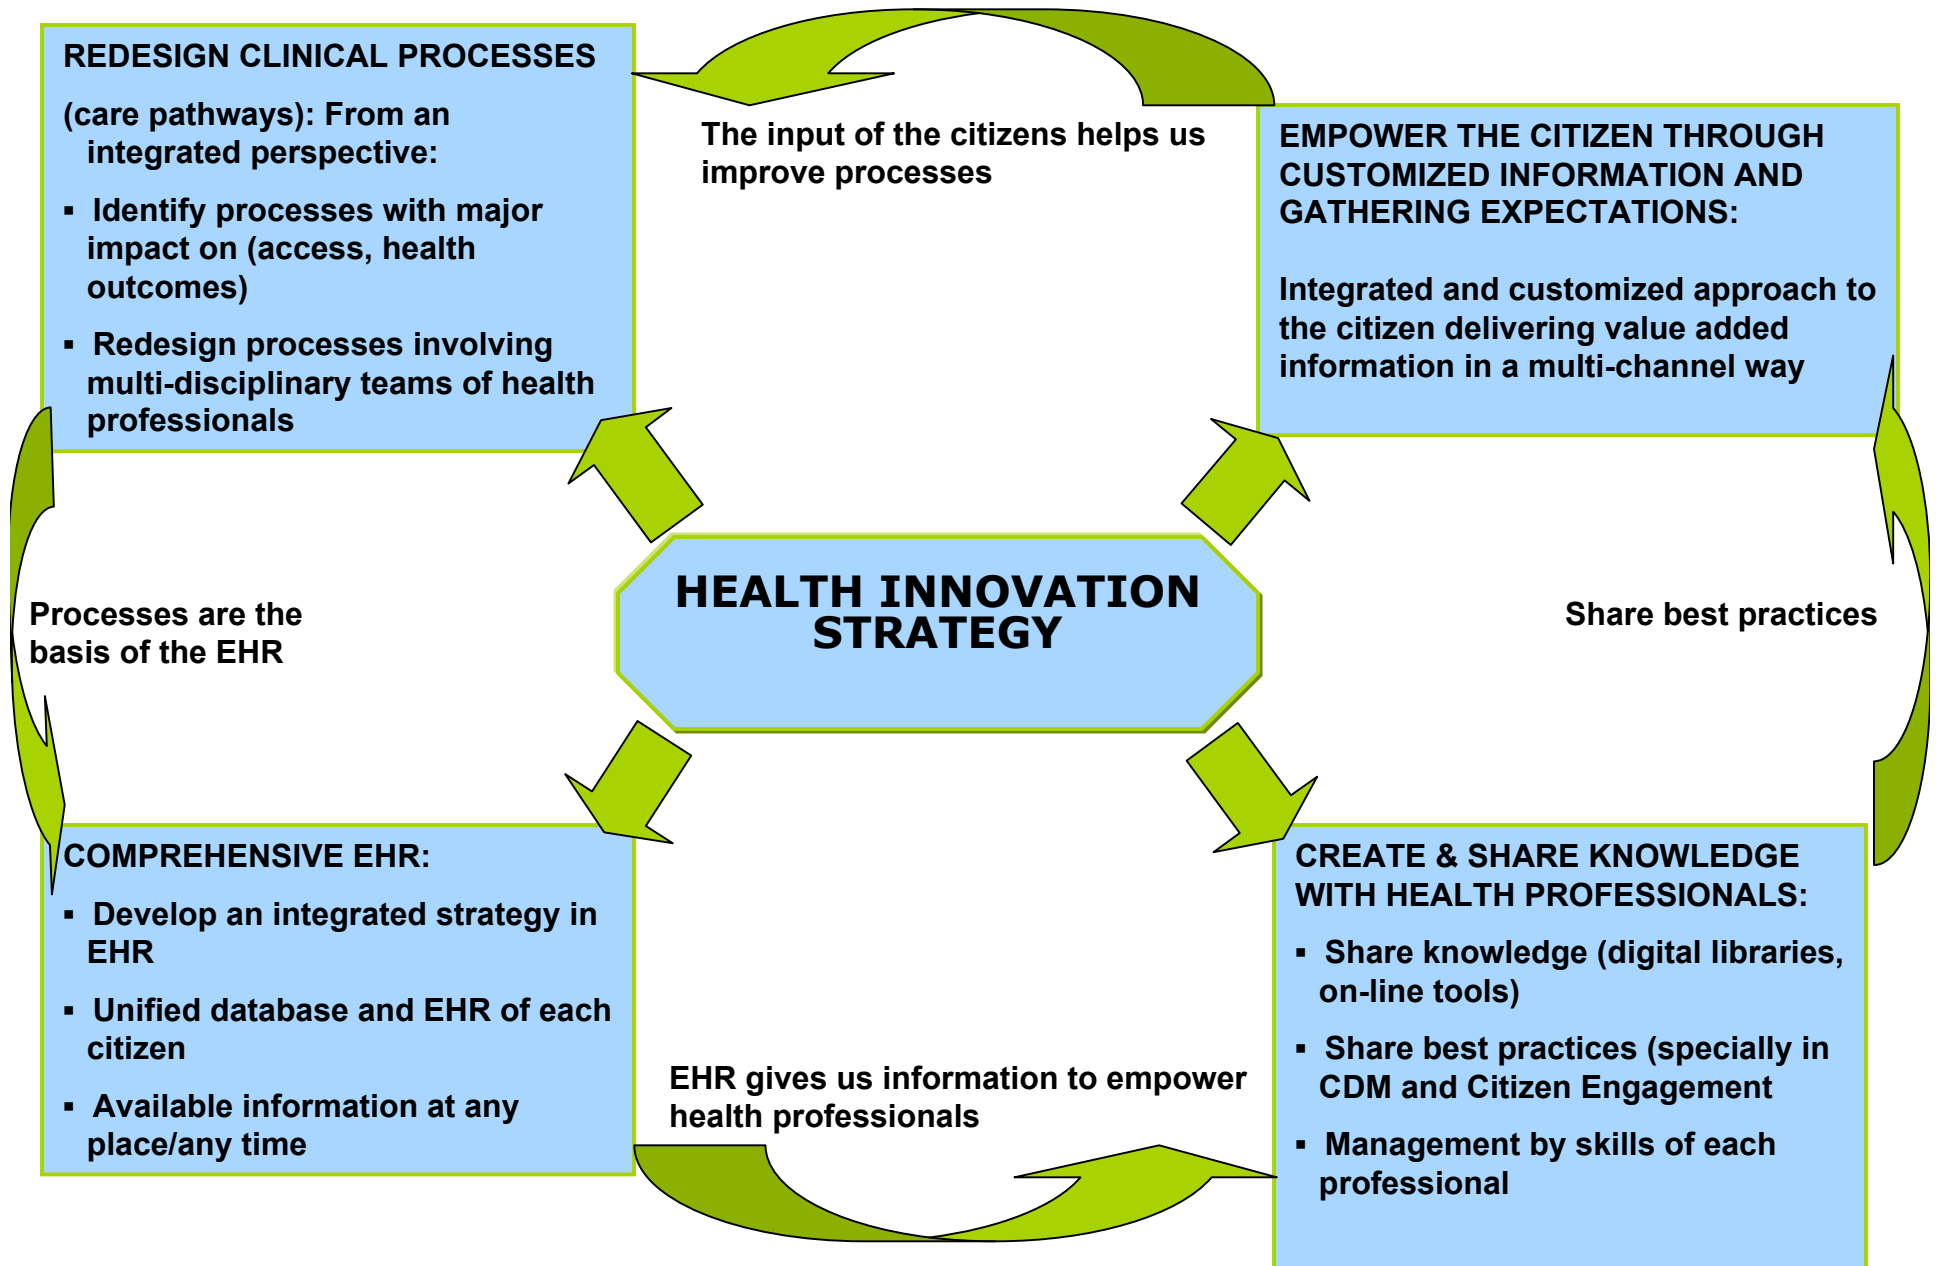 REDESIGN CLINICAL PROCESSES
(care pathways): From an
integrated perspective:
▪ Identify processes with major
impact on (access, health
outcomes)
▪ Redesign processes involving
multi-disciplinary teams of health
professionals
The input of the citizens helps us
improve processes
EMPOWER THE CITIZEN THROUGH
CUSTOMIZED INFORMATION AND
GATHERING EXPECTATIONS:
Integrated and customized approach to
the citizen delivering value added
information in a multi-channel way
Processes are the
basis of the EHR
HEALTH INNOVATION
STRATEGY
Share best practices
COMPREHENSIVE EHR:
▪ Develop an integrated strategy in
EHR
▪ Unified database and EHR of each
citizen
▪ Available information at any
place/any time
EHR gives us information to empower
health professionals
CREATE & SHARE KNOWLEDGE
WITH HEALTH PROFESSIONALS:
▪ Share knowledge (digital libraries,
on-line tools)
▪ Share best practices (specially in
CDM and Citizen Engagement
▪ Management by skills of each
professional